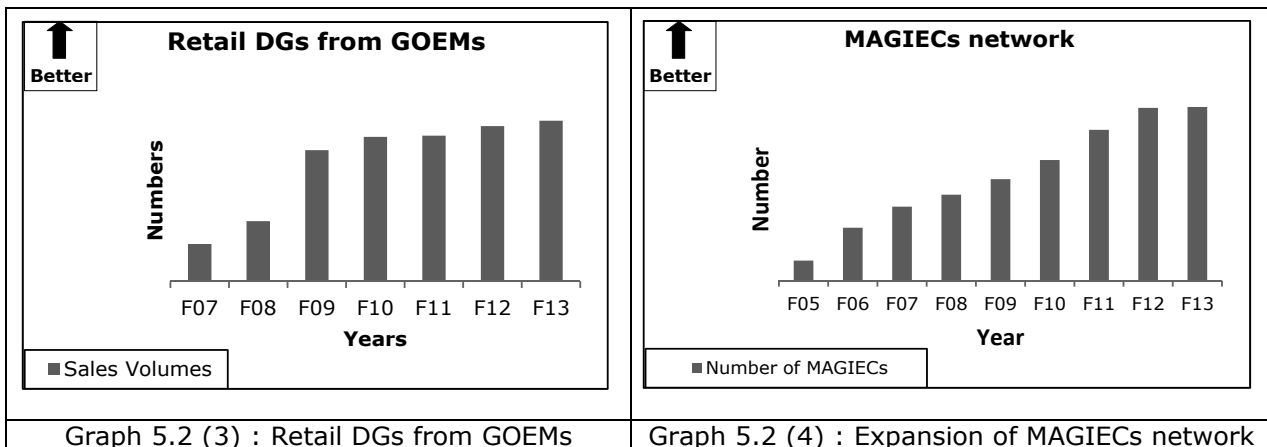 Better
Retail DGs from GOEMs
Numbers
F07 F08 F09 F10 F11 F12 F13
Years
Sales Volumes
Graph 5.2 (3) : Retail DGs from GOEMs
Better
MAGIECs network
Number
F05 F06 F07 F08 F09 F10 F11 F12 F13
Year
Number of MAGIECs
Graph 5.2 (4) : Expansion of MAGIECs network